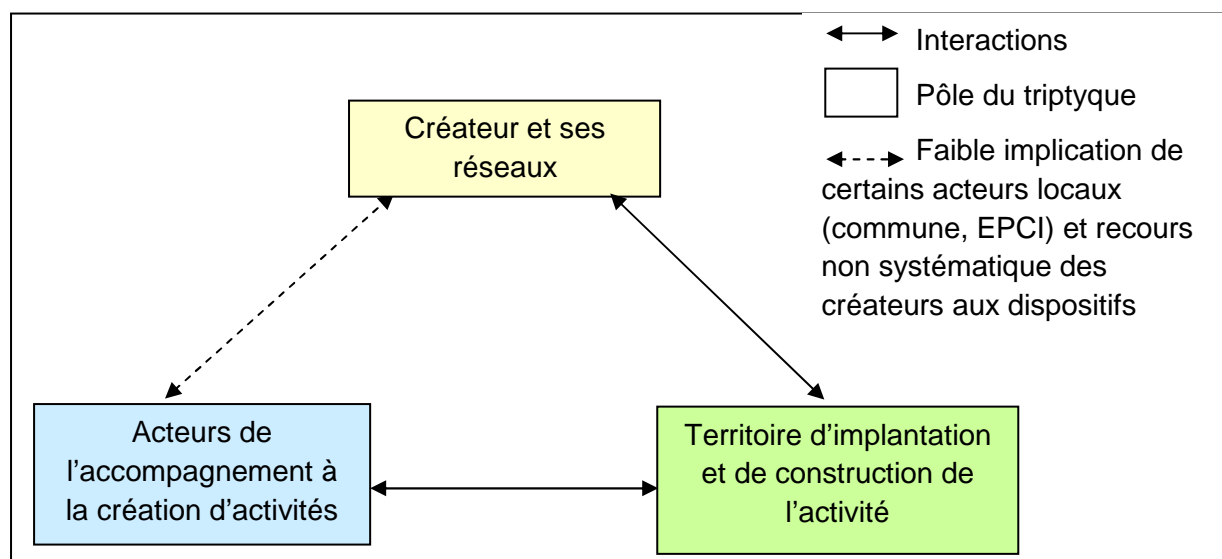 Interactions
Pôle du triptyque
Faible implication de
certains acteurs locaux
(commune, EPCI) et recours
non systématique des
créateurs aux dispositifs
Créateur et ses
réseaux
Acteurs de
l’accompagnement à
la création d’activités
Territoire d’implantation
et de construction de
l’activité